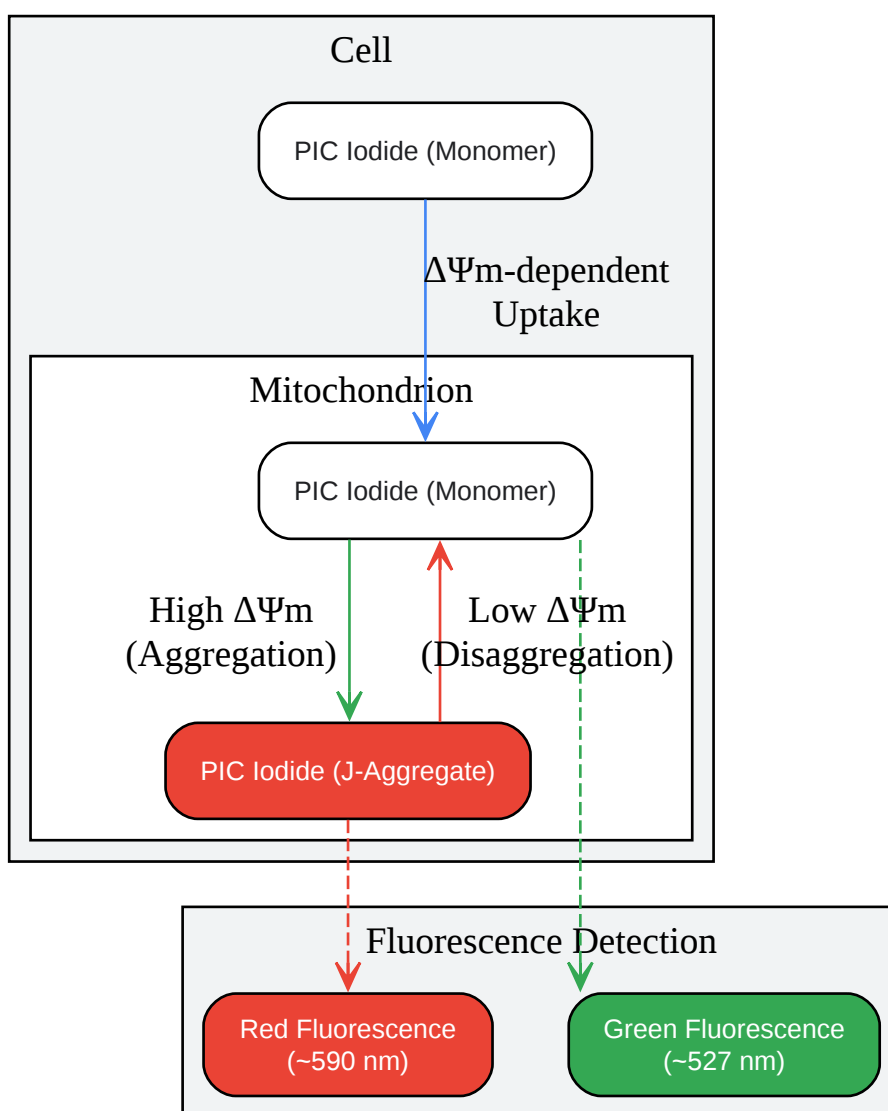 Cell
PIC Iodide (Monomer)
ΔΨm-dependent
Uptake
Mitochondrion
PIC Iodide (Monomer)
High ΔΨm
(Aggregation)
Low ΔΨm
(Disaggregation)
PIC Iodide (J-Aggregate)
Fluorescence Detection
Red Fluorescence
(~590 nm)
Green Fluorescence
(~527 nm)